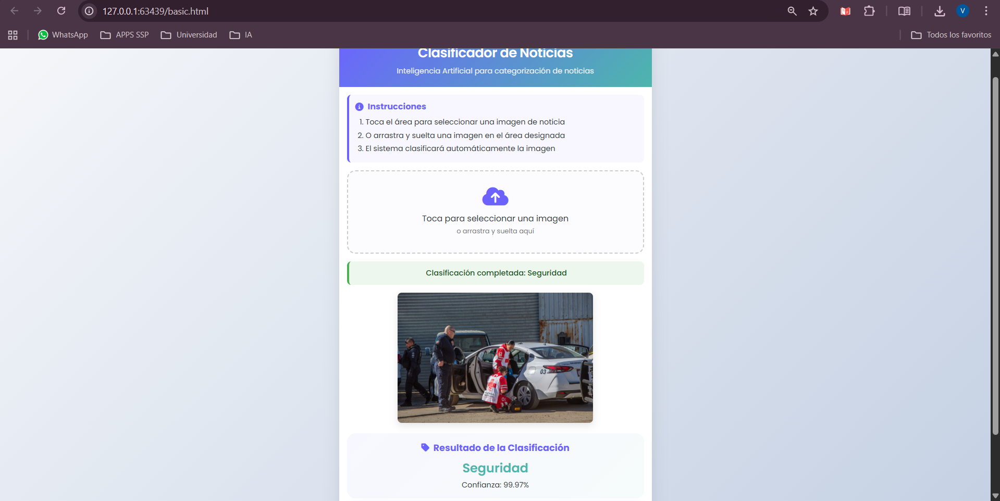 127.0.0.1:63439/basic.html
V
WhatsApp
APPS SSP
Universidad
IA
Todos los favoritos
Clasificador de Noticias
Inteligencia Artificial para categorización de noticias
Instrucciones
1. Toca el área para seleccionar una imagen de noticia
2. O arrastra y suelta una imagen en el área designada
3. El sistema clasificará automáticamente la imagen
Toca para seleccionar una imagen
o arrastra y suelta aquí
Clasificación completada: Seguridad
03
Resultado de la Clasificación
Seguridad
Confianza: 99.97%